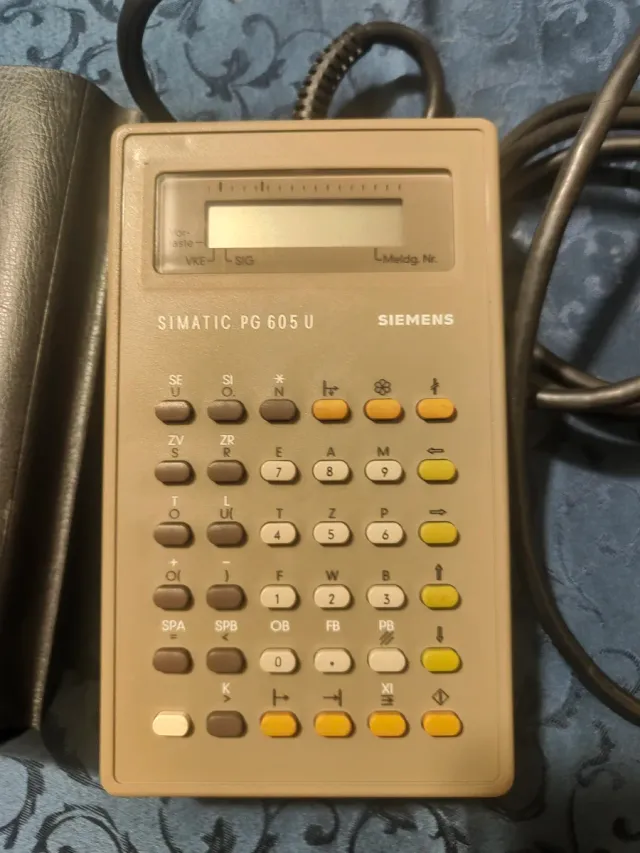 Vor-
taste
VKE SIG Meldg. Nr.
SIMATIC PG 605 U SIEMENS
SE SI *
U O. N
ZV ZR
S R E A M
7 8 9
T L
O U( T Z P
4 5 6
+ -
O( ) F W B
1 2 3
SPA SPB OB FB PB
= <
0 .
K XI
>